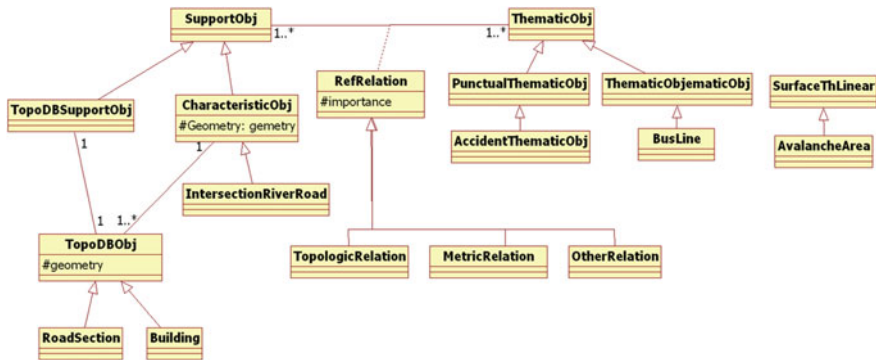 SupportObj
ThematicObj
1..*
1..*
RefRelation
#importance
PunctualThematicObj
ThematicObjematicObj
SurfaceThLineart
TopoDBSupportObj
CharacteristicObj
#Geometry: gemetry
AccidentThematicObj
BusLine
AvalancheArea
1
1
IntersectionRiverRoad
1
1..*
TopoDBObj
#geometry
TopologicRelation
MetricRelation
OtherRelation
RoadSection
Building